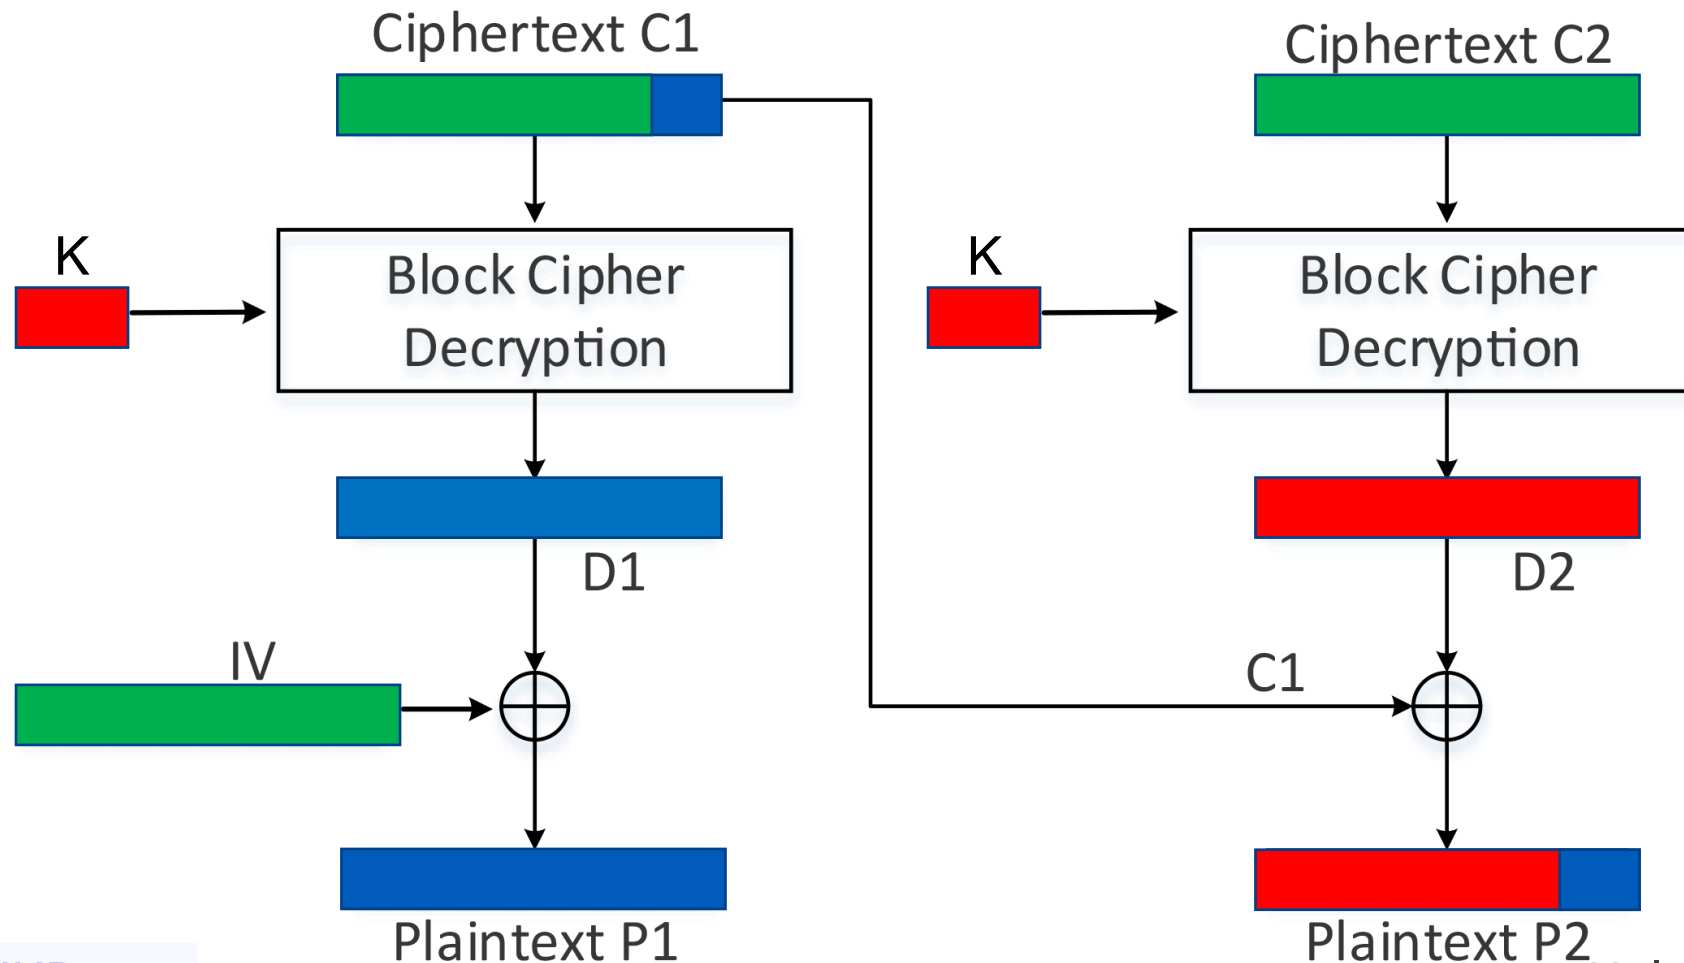 Ciphertext C1
Ciphertext C2
K
Block Cipher
Decryption
K
Block Cipher
Decryption
D1
D2
IV
C1
Plaintext P1
Plaintext P2